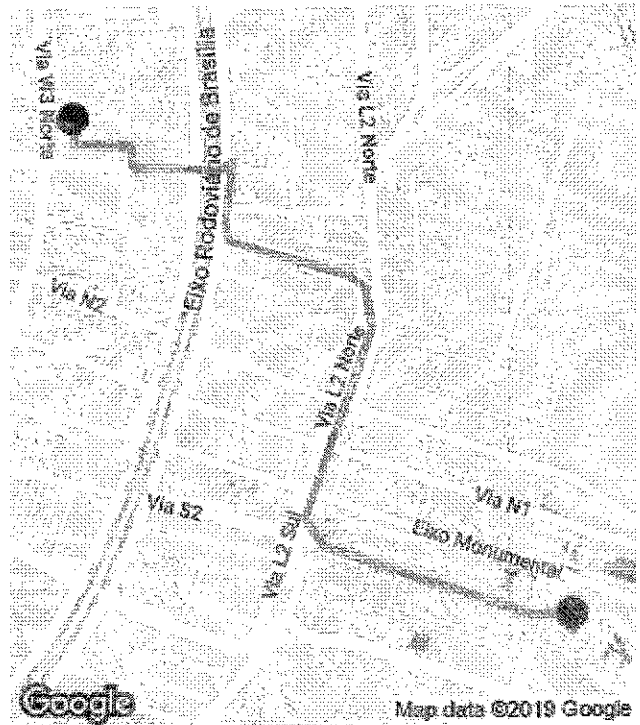 Via W3 Norte
Eixo Rodoviário de Brasília
Via L2 Norte
Via N2
Via L2 Norte
Via S2
Via L2 Sul
Via N1
Eixo Monumental
Google
Map data ©2019 Google